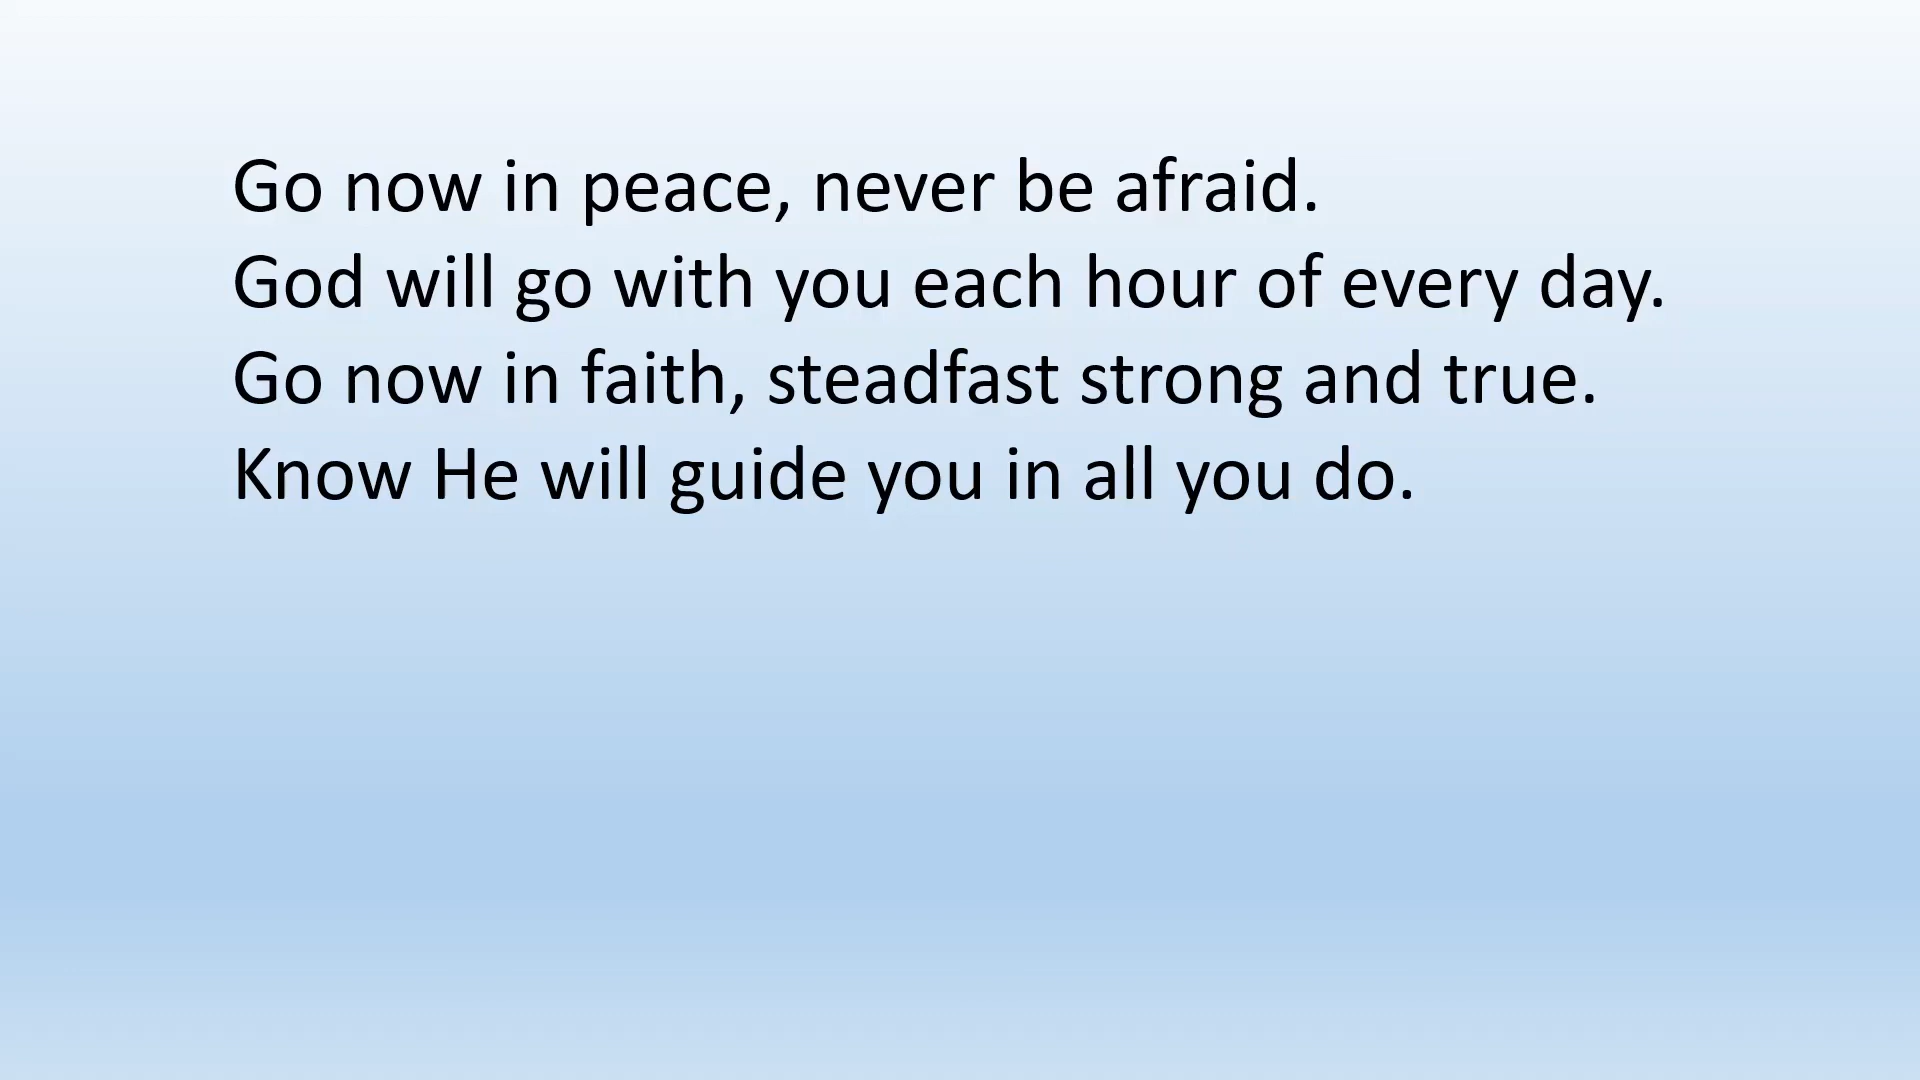 Go now in peace, never be afraid.
God will go with you each hour of every day.
Go now in faith, steadfast strong and true.
Know He will guide you in all you do.